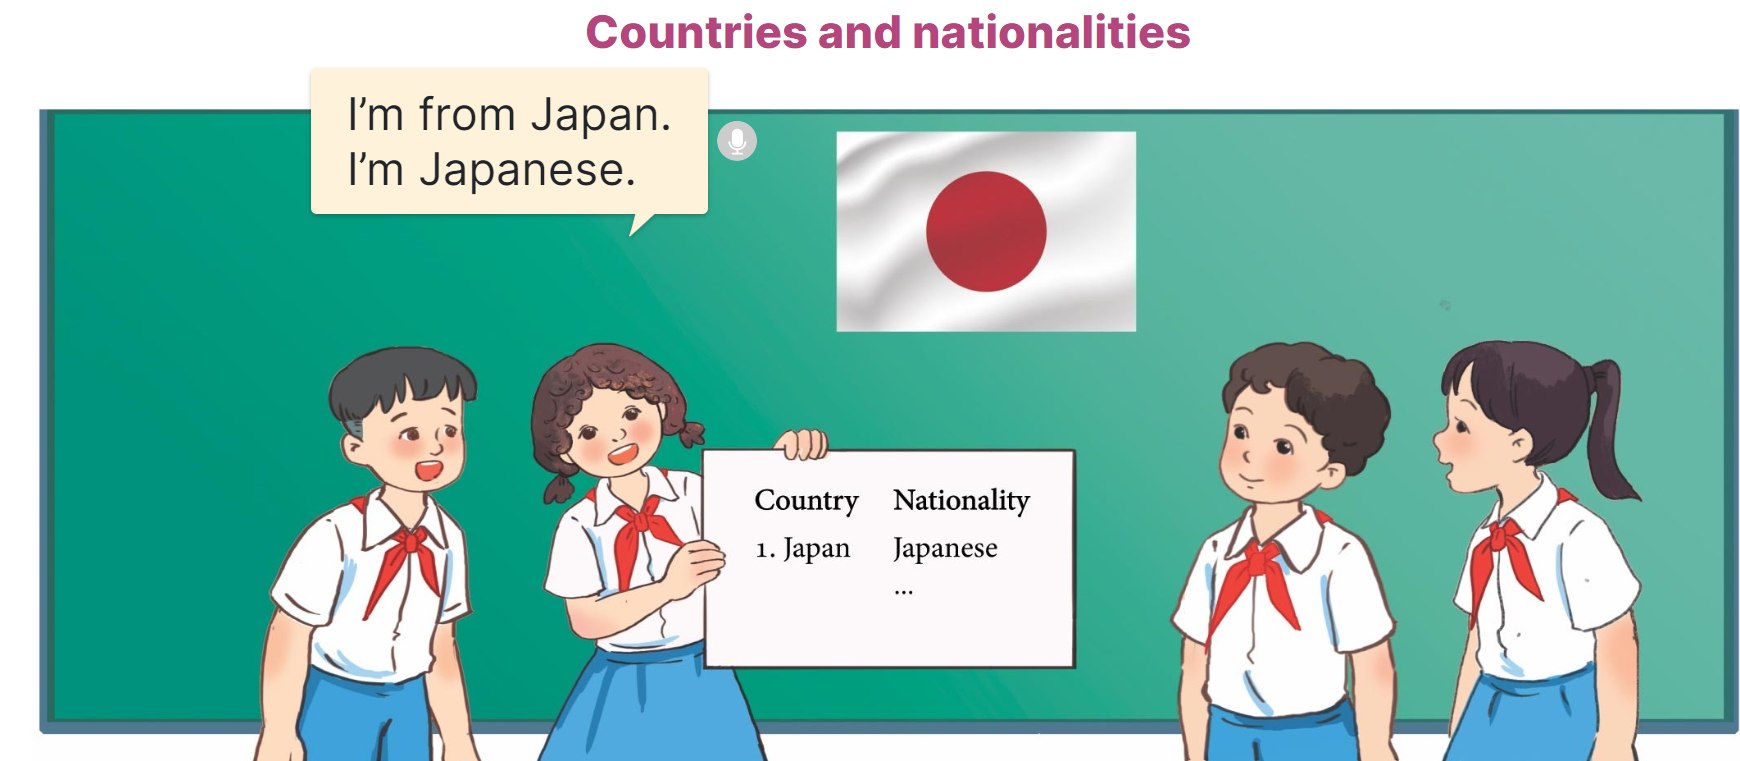 Countries and nationalities
I’m from Japan.
I’m Japanese.
Country Nationality
1. Japan Japanese
...